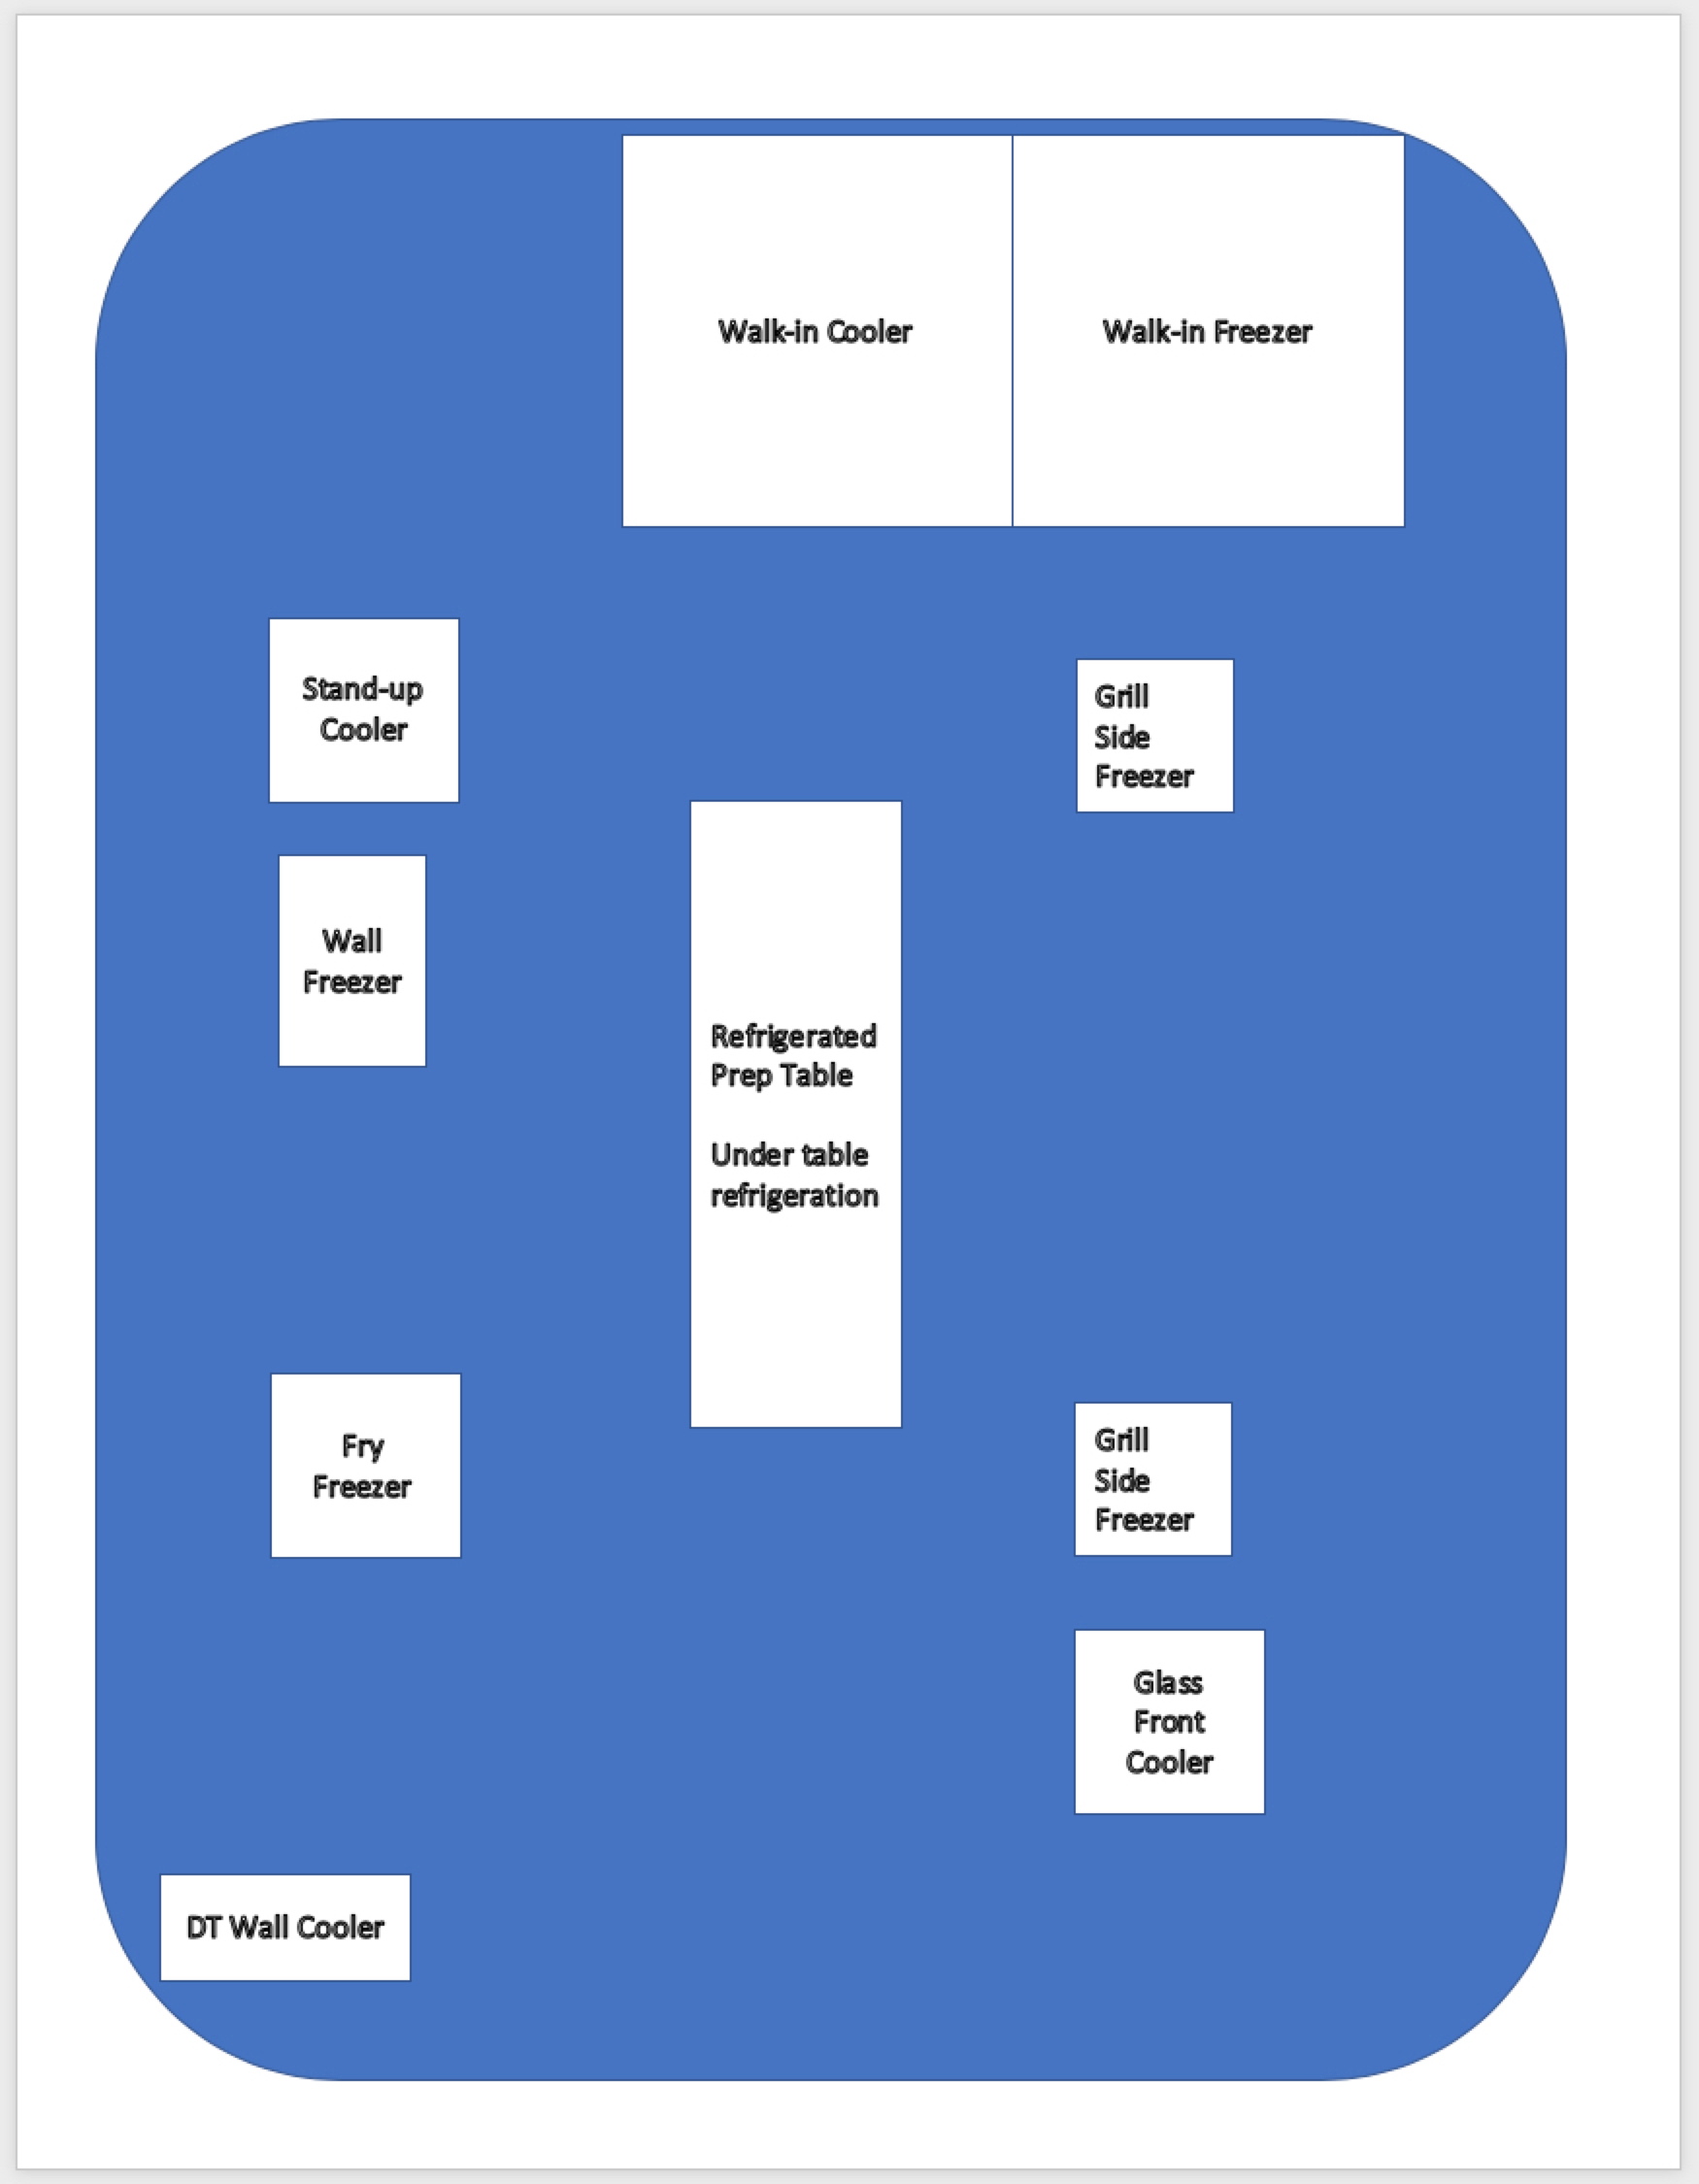 Walk-in Cooler
Walk-in Freezer
Stand-up
Cooler
Grill
Side
Freezer
Wall
Freezer
Refrigerated
Prep Table
Under table
refrigeration
Fry
Freezer
Grill
Side
Freezer
Glass
Front
Cooler
DT Wall Cooler